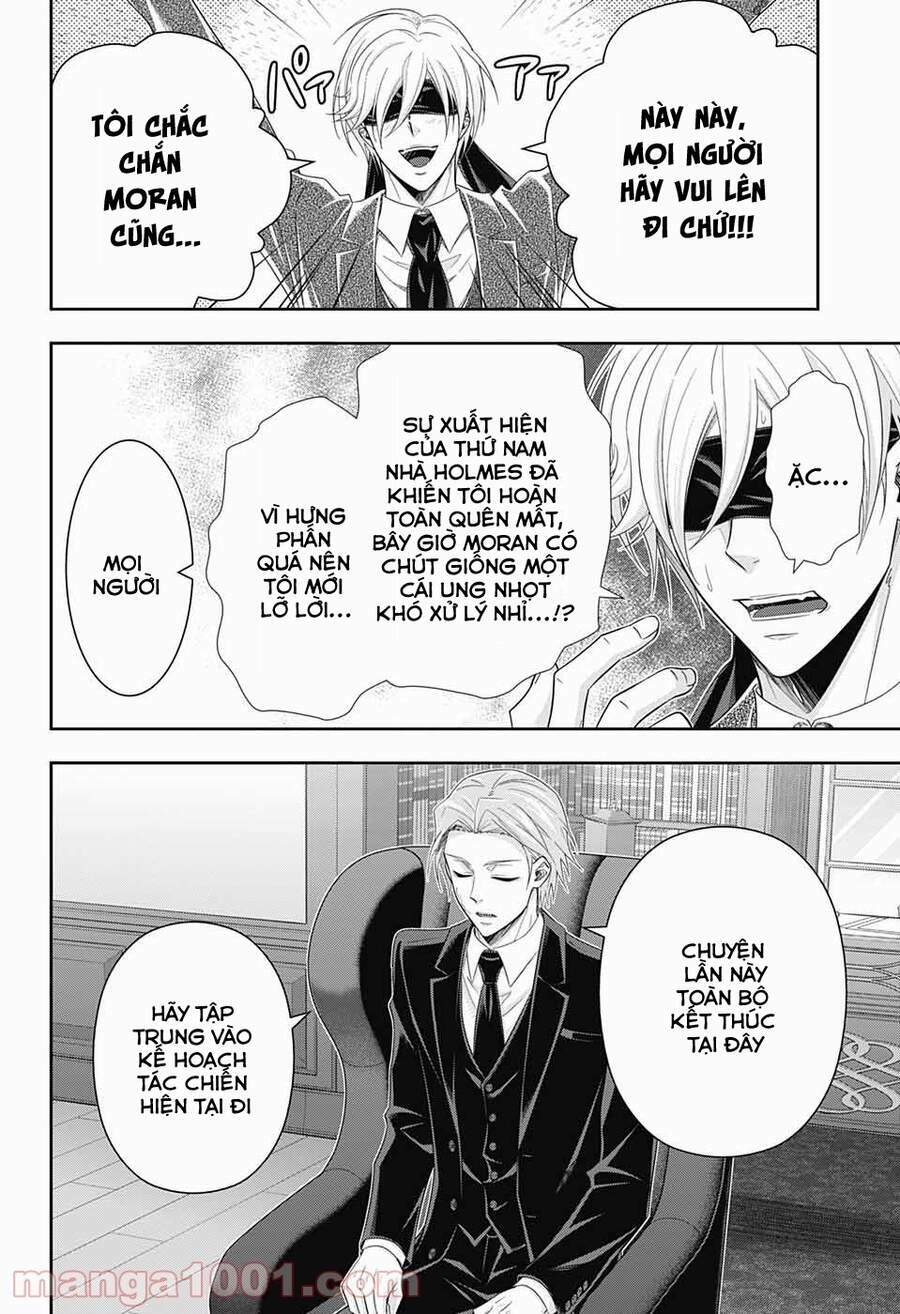 NÀY NÀY,
MỌI NGƯỜI
HÃY VUI LÊN
ĐI CHỨ!!!
パァ
アァ
TÔI CHẮC
CHẮN
MORAN
CŨNG...
ẶC...
SỰ XUẤT HIỆN
CỦA THỨ NAM
NHÀ HOLMES ĐÃ
KHIẾN TÔI HOÀN
TOÀN QUÊN MẤT,
BÂY GIỜ MORAN CÓ
CHÚT GIỐNG MỘT
CÁI UNG NHỌT
KHÓ XỬ LÝ NHỈ...!?
VÌ HƯNG
PHẤN
QUÁ NÊN
TÔI MỚI
LỠ LỜI...
MỌI
NGƯỜI
CHUYỆN
LẦN NÀY
TOÀN BỘ
KẾT THÚC
TẠI ĐÂY
HÃY TẬP
TRUNG VÀO
KẾ HOẠCH
TÁC CHIẾN
HIỆN TẠI ĐI
manga1001.com